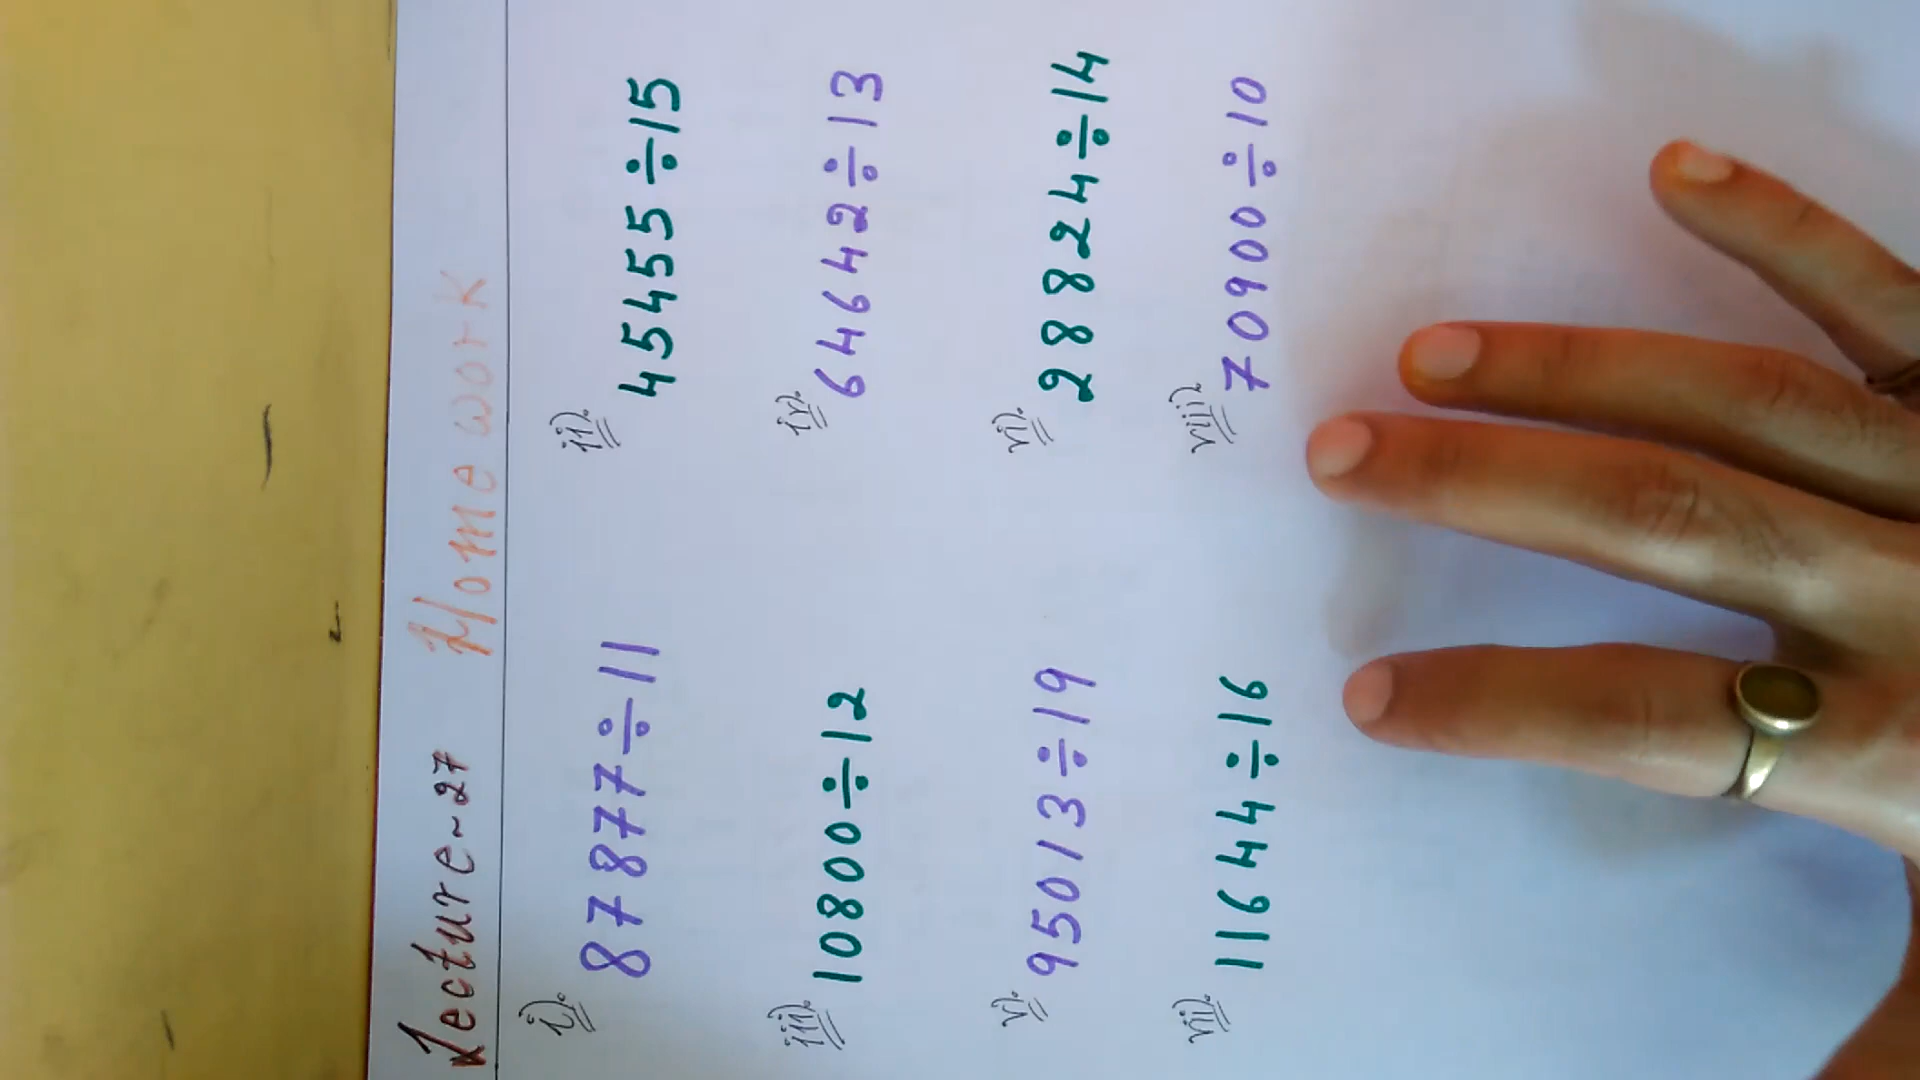 Lecture~27 Home work
i). 87877÷11 ii). 45455÷15
iii). 10800÷12 iv). 64642÷13
v). 95013÷19 vi). 28824÷14
vii). 11644÷16 viii). 70900÷10